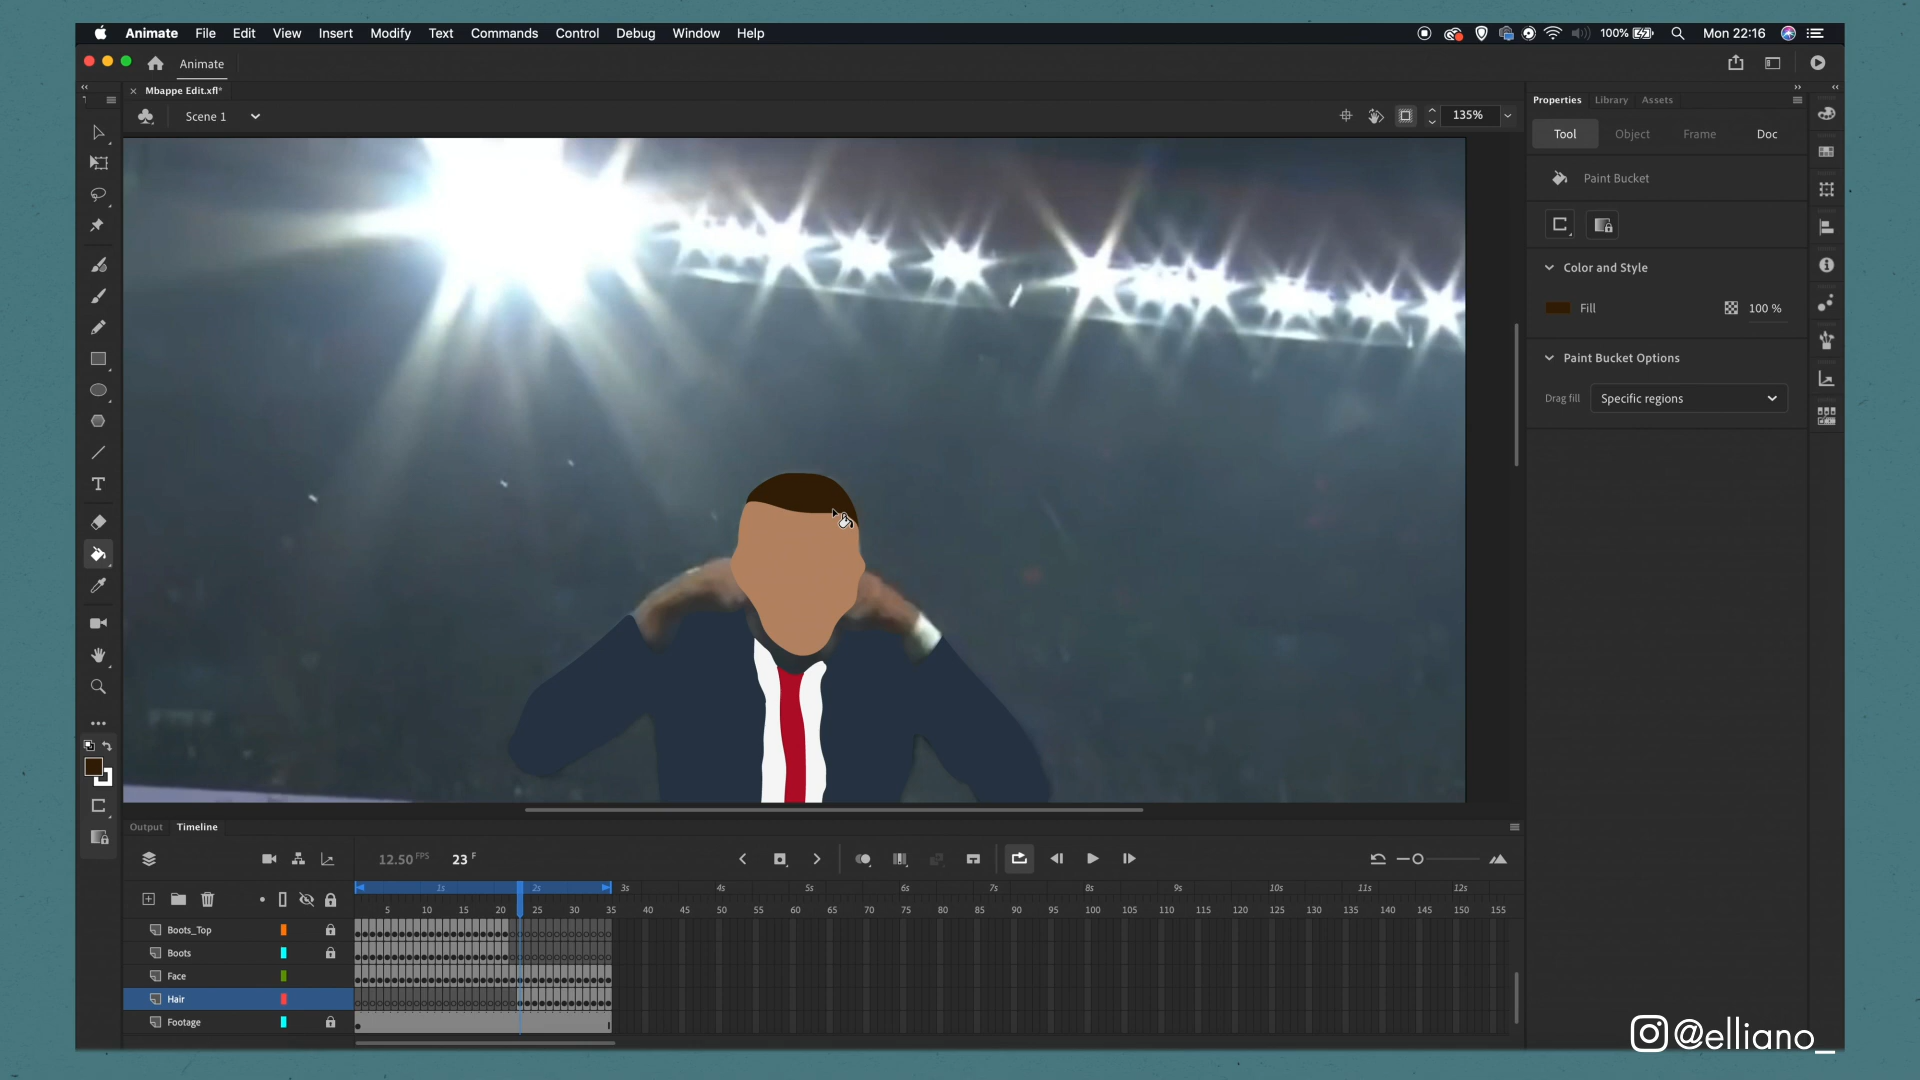 Animate File Edit View Insert Modify Text Commands Control Debug Window Help 100% Mon 22:16
Animate
Mbappe Edit.xfl*
Properties Library Assets
Scene 1 135%
Tool Object Frame Doc
Paint Bucket
Color and Style
Fill 100 %
Paint Bucket Options
Drag fill Specific regions
T
Output Timeline
12.50 FPS 23 F
1s 2s 3s 4s 5s 6s 7s 8s 9s 10s 11s 12s
5 10 15 20 25 30 35 40 45 50 55 60 65 70 75 80 85 90 95 100 105 110 115 120 125 130 135 140 145 150 155
Boots_Top
Boots
Face
Hair
Footage
@elliano_